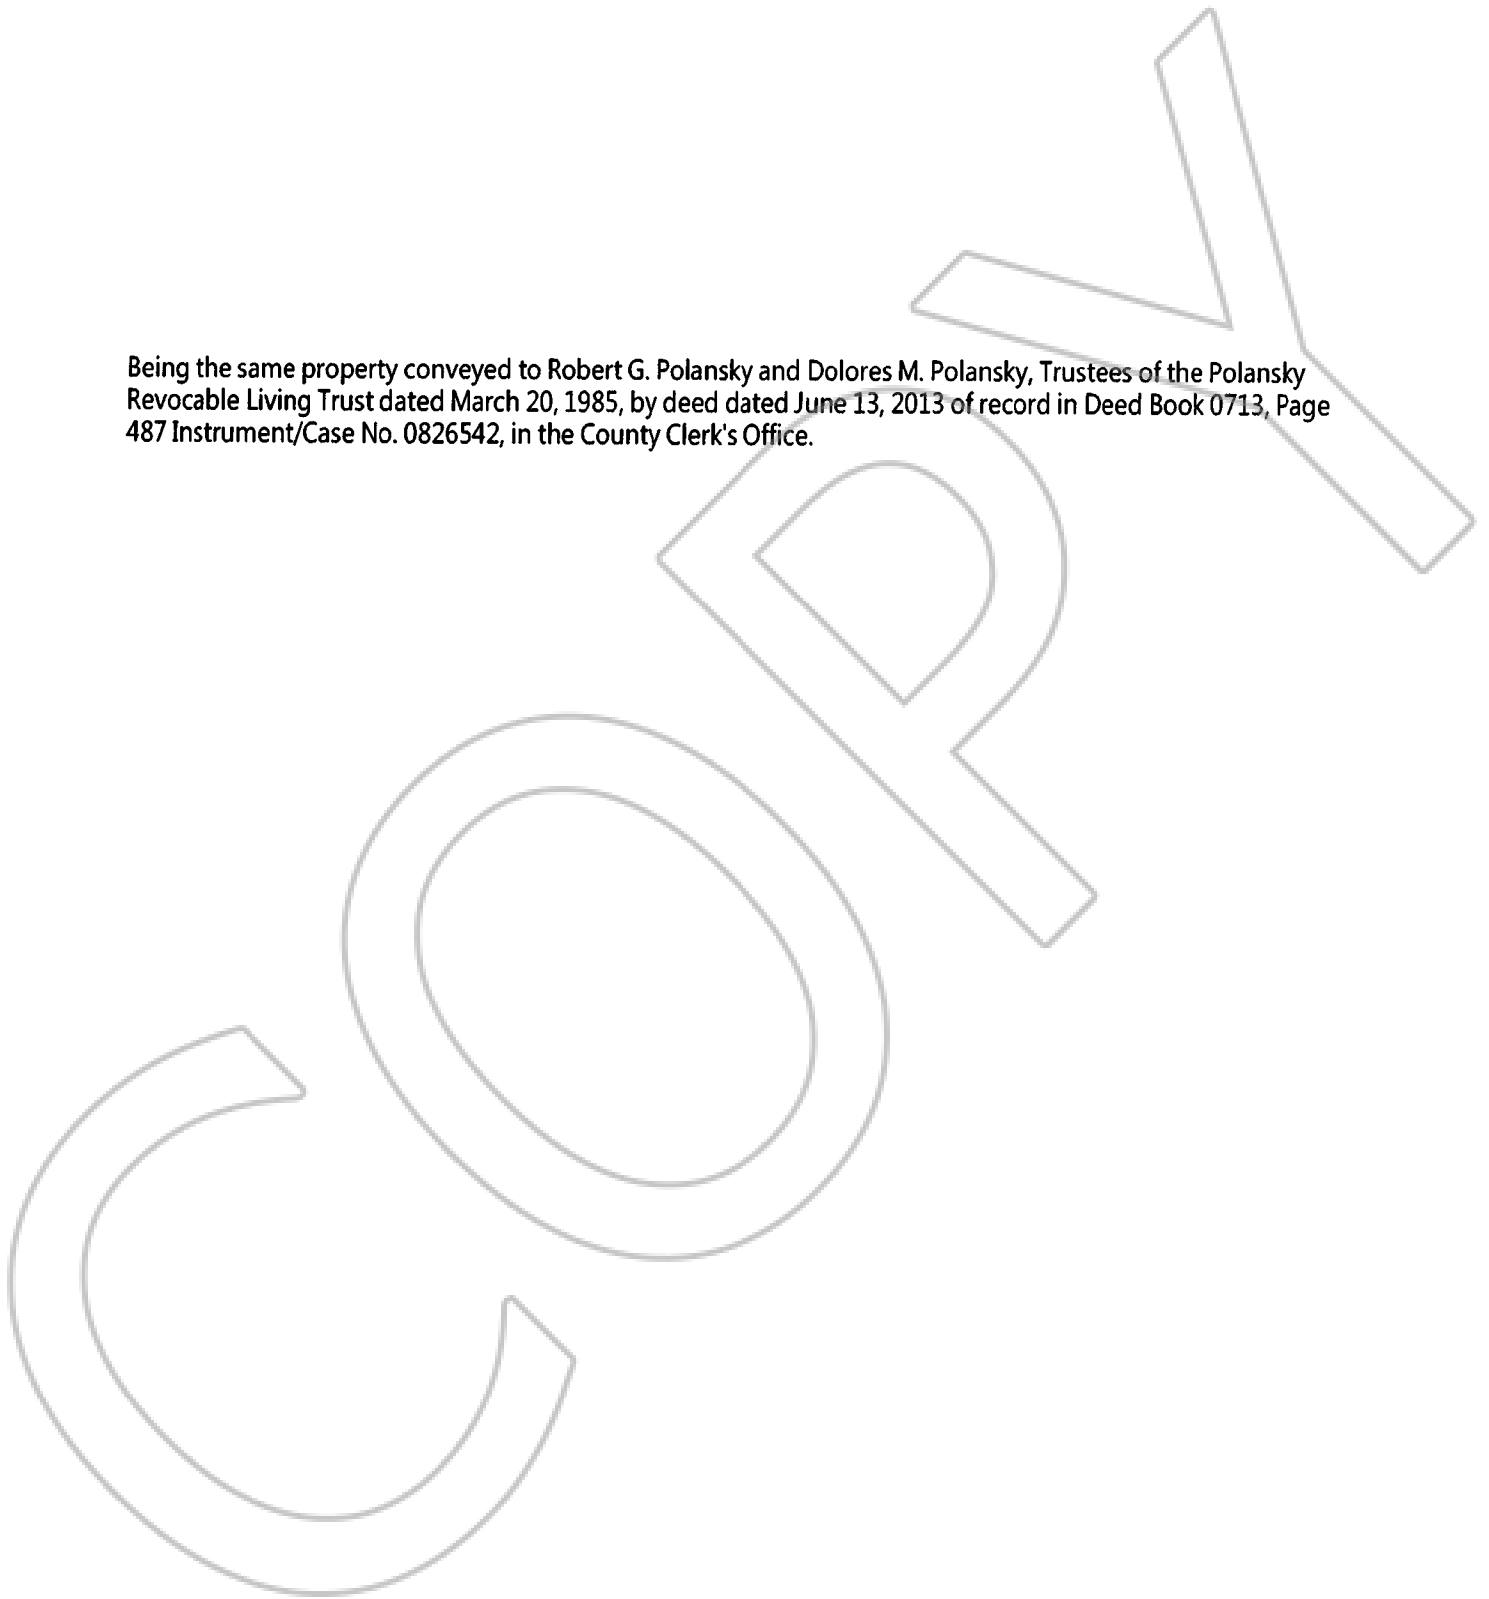 Being the same property conveyed to Robert G. Polansky and Dolores M. Polansky, Trustees of the Polansky
Revocable Living Trust dated March 20, 1985, by deed dated June 13, 2013 of record in Deed Book 0713, Page
487 Instrument/Case No. 0826542, in the County Clerk's Office.
COPY